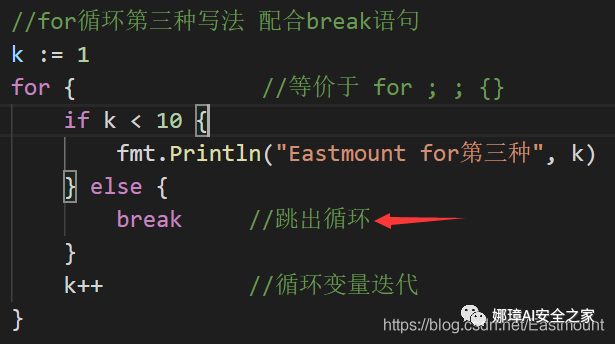 //for循环第三种写法 配合break语句
k := 1
for {                //等价于 for ; ; {}
    if k < 10 {
        fmt.Println("Eastmount for第三种", k)
    } else {
        break     //跳出循环
    }
    k++           //循环变量迭代
}
娜璋AI安全之家
https://blog.csdn.net/Eastmount